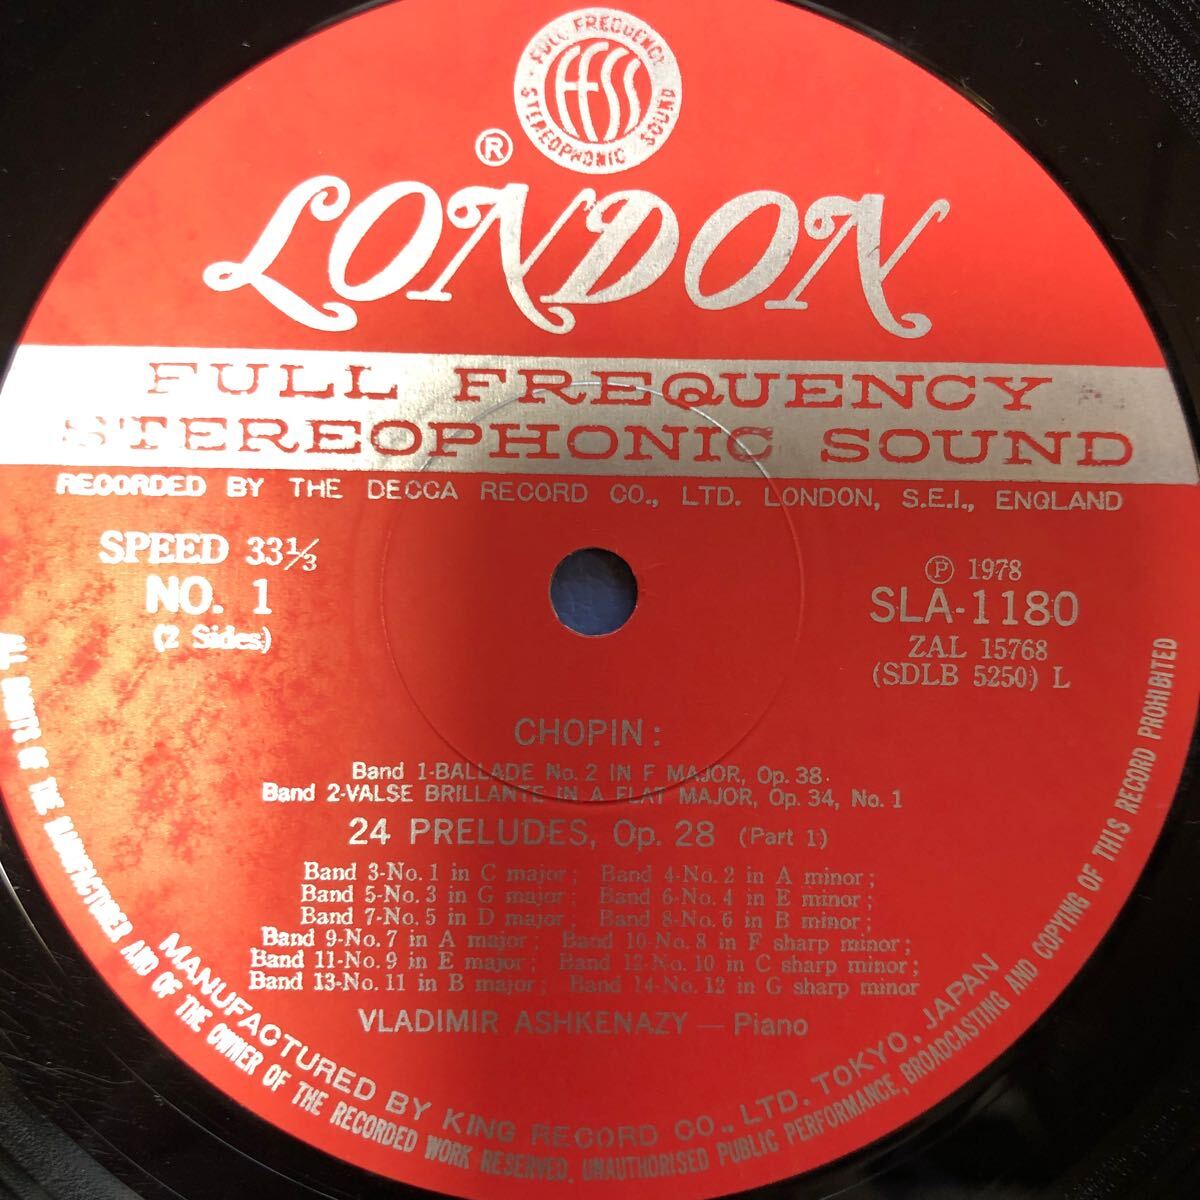 FULL FREQUENCY STEREOPHONIC SOUND
ffss
®
LONDON
FULL FREQUENCY
STEREOPHONIC SOUND
RECORDED BY THE DECCA RECORD CO., LTD. LONDON, S.E.I., ENGLAND
SPEED 33⅓
NO. 1
(2 Sides)
Ⓟ 1978
SLA-1180
ZAL 15768
(SDLB 5250) L
CHOPIN:
Band 1-BALLADE No. 2 IN F MAJOR, Op. 38.
Band 2-VALSE BRILLANTE IN A FLAT MAJOR, Op. 34, No. 1
24 PRELUDES, Op. 28 (Part 1)
Band 3-No. 1 in C major; Band 4-No. 2 in A minor;
Band 5-No. 3 in G major; Band 6-No. 4 in E minor;
Band 7-No. 5 in D major; Band 8-No. 6 in B minor;
Band 9-No. 7 in A major; Band 10-No. 8 in F sharp minor;
Band 11-No. 9 in E major; Band 12-No. 10 in C sharp minor;
Band 13-No. 11 in B major; Band 14-No. 12 in G sharp minor
VLADIMIR ASHKENAZY — Piano
MANUFACTURED BY KING RECORD CO., LTD. TOKYO, JAPAN
ALL RIGHTS OF THE MANUFACTURER AND OF THE OWNER OF THE RECORDED WORK RESERVED. UNAUTHORISED PUBLIC PERFORMANCE, BROADCASTING AND COPYING OF THIS RECORD PROHIBITED